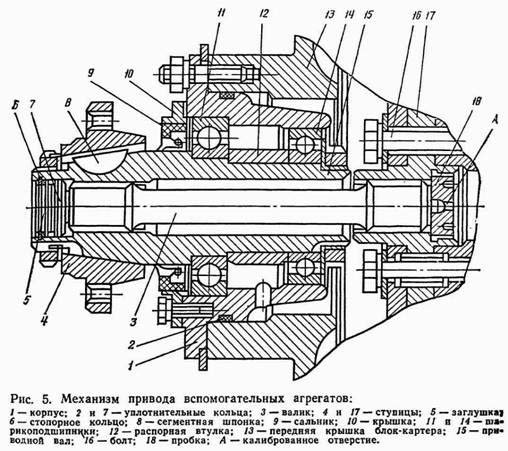 11 12 13 14 15
10
9
8
7
Б
16 17
18
А
5
4
3
2
1
Рис. 5. Механизм привода вспомогательных агрегатов:
1 — корпус; 2 и 7 — уплотнительные кольца; 3 — валик; 4 и 17 — ступицы; 5 — заглушка;
6 — стопорное кольцо; 8 — сегментная шпонка; 9 — сальник; 10 — крышка; 11 и 14 — ша-
рикоподшипники; 12 — распорная втулка; 13 — передняя крышка блок-картера; 15 — при-
водной вал; 16 — болт; 18 — пробка; А — калиброванное отверстие.